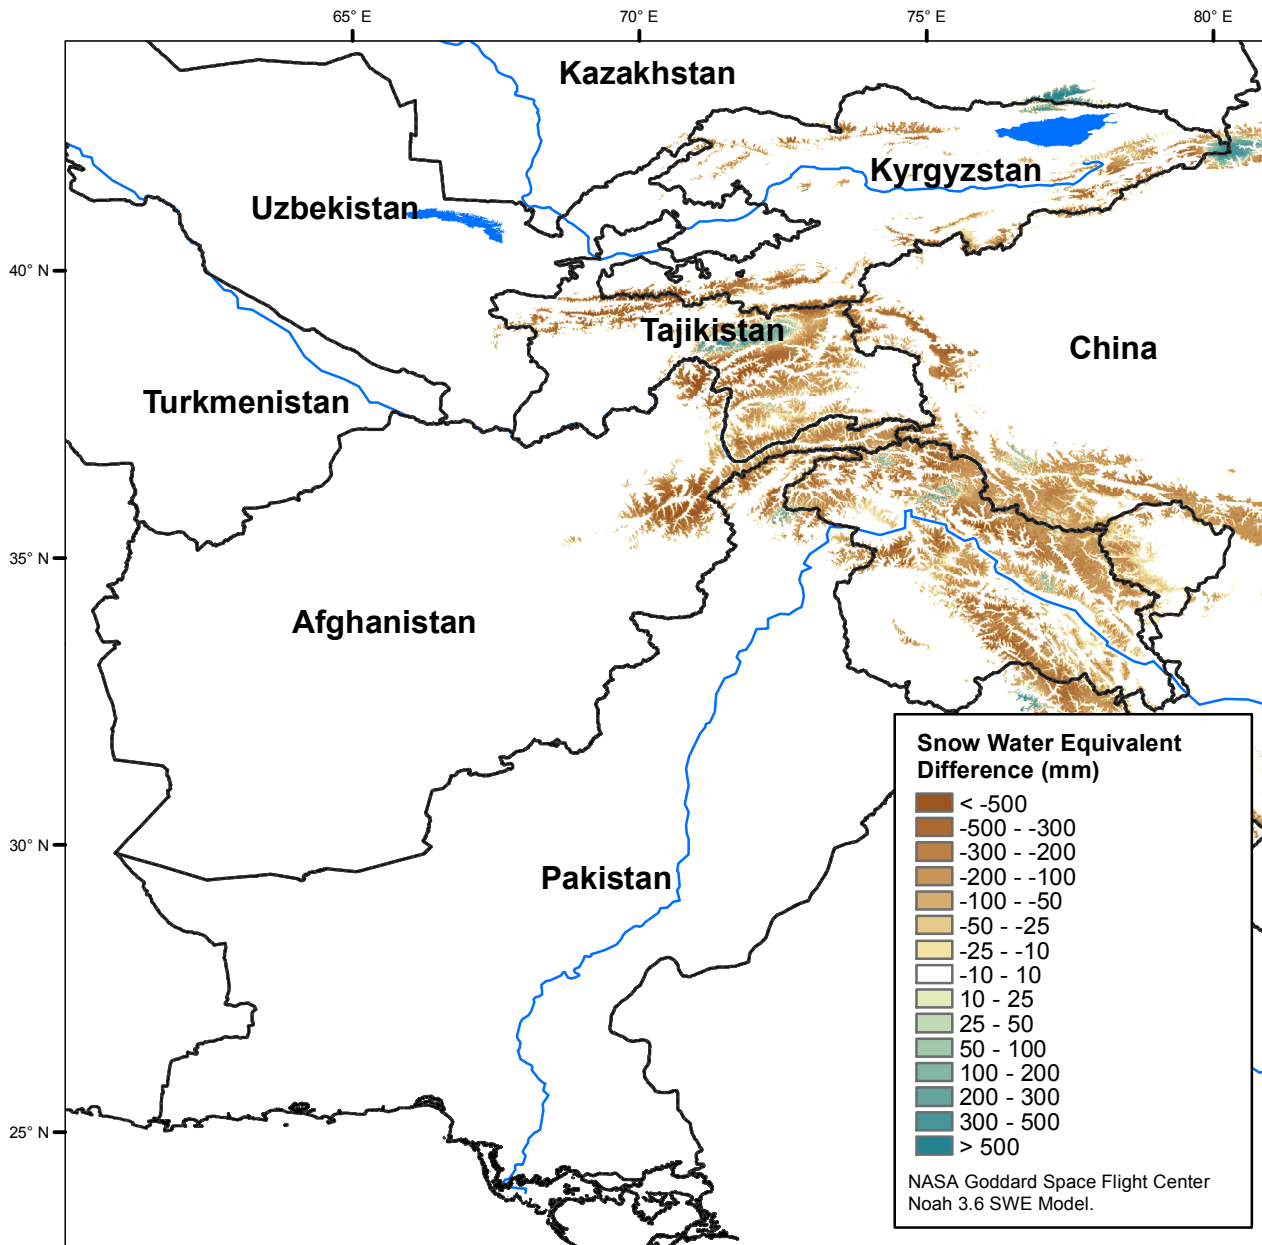 65° E
70° E
75° E
80° E
Kazakhstan
Kyrgyzstan
Uzbekistan
40° N
Tajikistan
China
Turkmenistan
35° N
Afghanistan
30° N
Pakistan
25° N
Snow Water Equivalent
Difference (mm)
< -500
-500 - -300
-300 - -200
-200 - -100
-100 - -50
-50 - -25
-25 - -10
-10 - 10
10 - 25
25 - 50
50 - 100
100 - 200
200 - 300
300 - 500
> 500
NASA Goddard Space Flight Center
Noah 3.6 SWE Model.